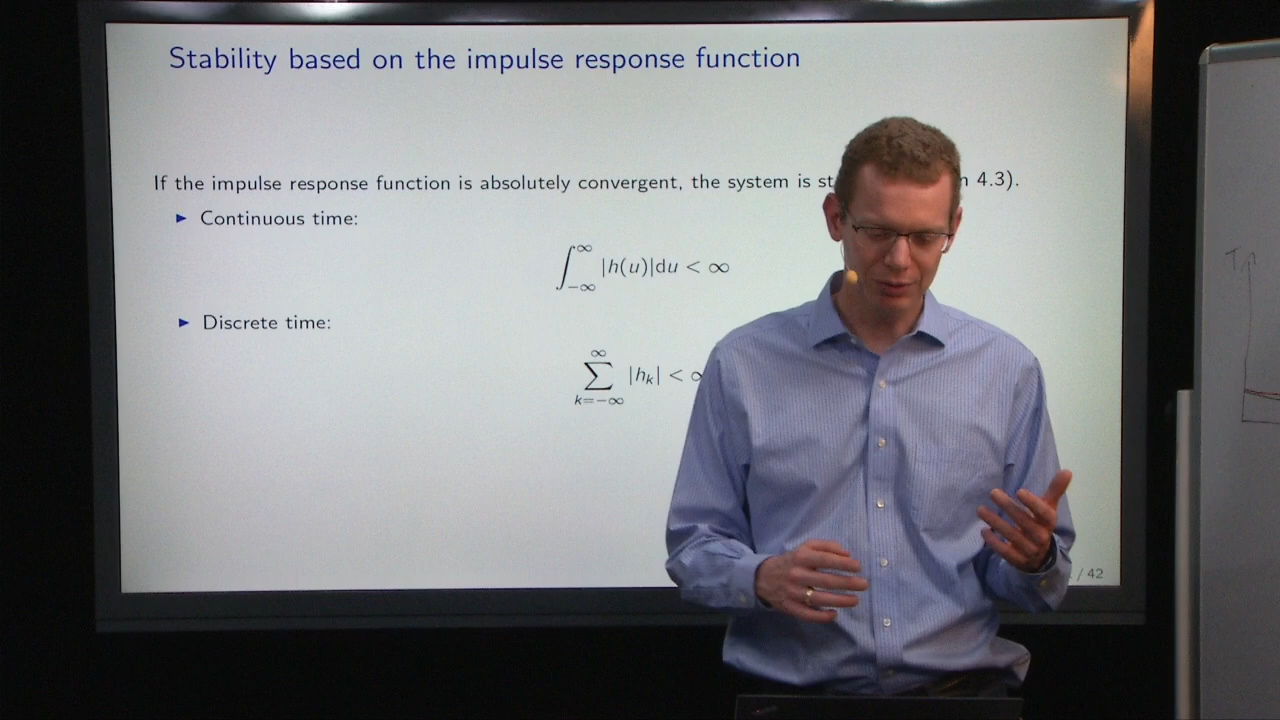 Stability based on the impulse response function
If the impulse response function is absolutely convergent, the system is st 4.3).
► Continuous time:
∫_{−∞}^{∞} |h(u)|du < ∞
► Discrete time:
∑_{k=−∞}^{∞} |h_k| <
/ 42
T